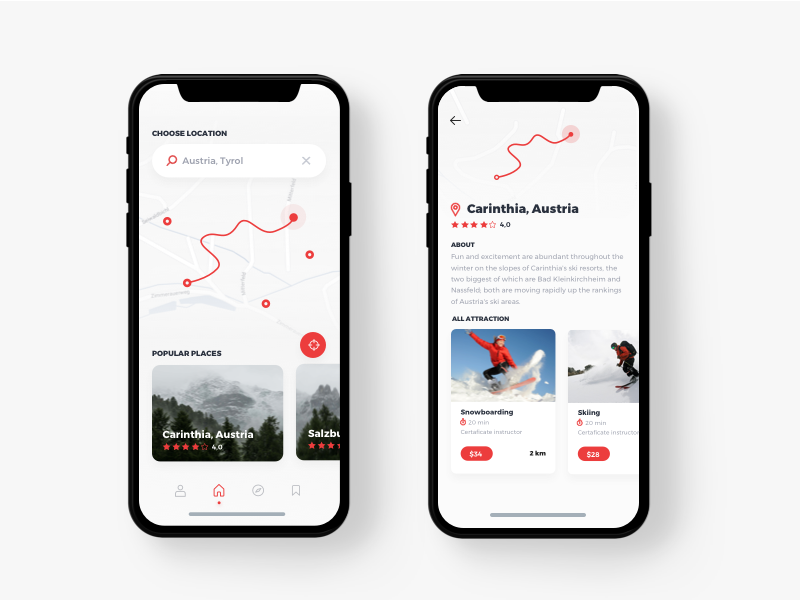 CHOOSE LOCATION
Austria, Tyrol
POPULAR PLACES
Carinthia, Austria
4,0
Salzbu
Carinthia, Austria
4,0
ABOUT
Fun and excitement are abundant throughout the
winter on the slopes of Carinthia's ski resorts, the
two biggest of which are Bad Kleinkirchheim and
Nassfeld; both are moving rapidly up the rankings
of Austria's ski areas.
ALL ATTRACTION
Snowboarding
20 min
Certaficate instructor
$34
2 km
Skiing
20 min
Certaficate instructor
$28